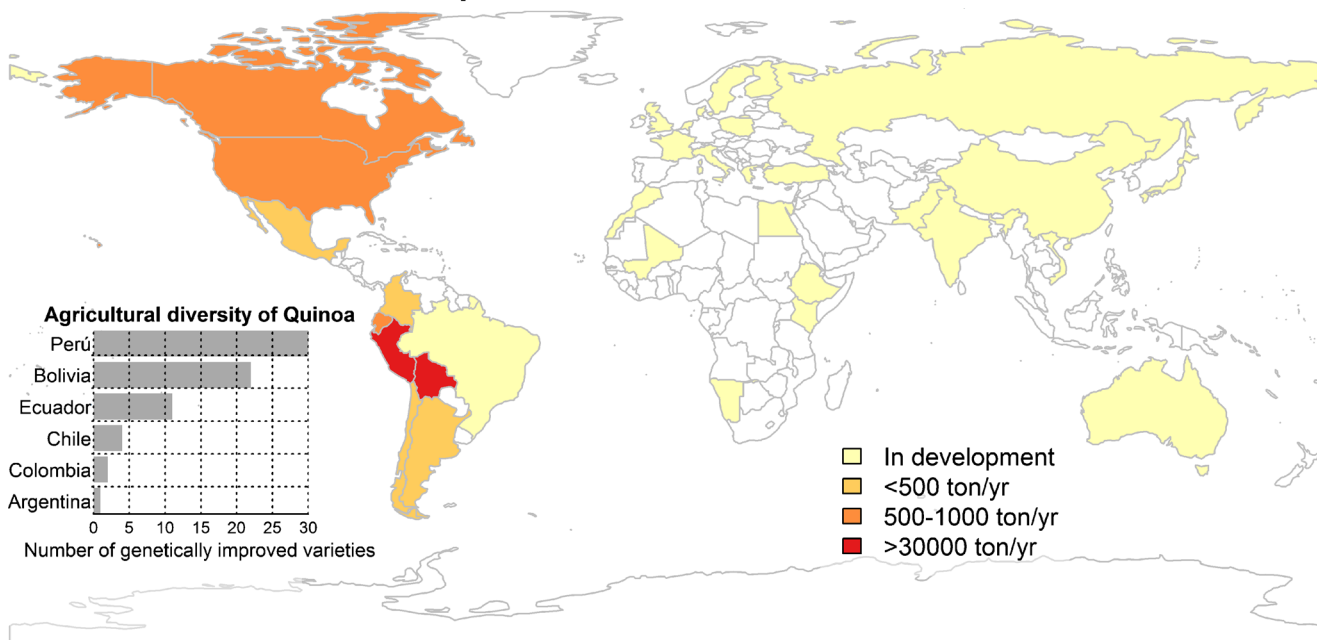 Agricultural diversity of Quinoa
Perú
Bolivia
Ecuador
Chile
Colombia
Argentina
0 5 10 15 20 25 30
Number of genetically improved varieties
In development
<500 ton/yr
500-1000 ton/yr
>30000 ton/yr